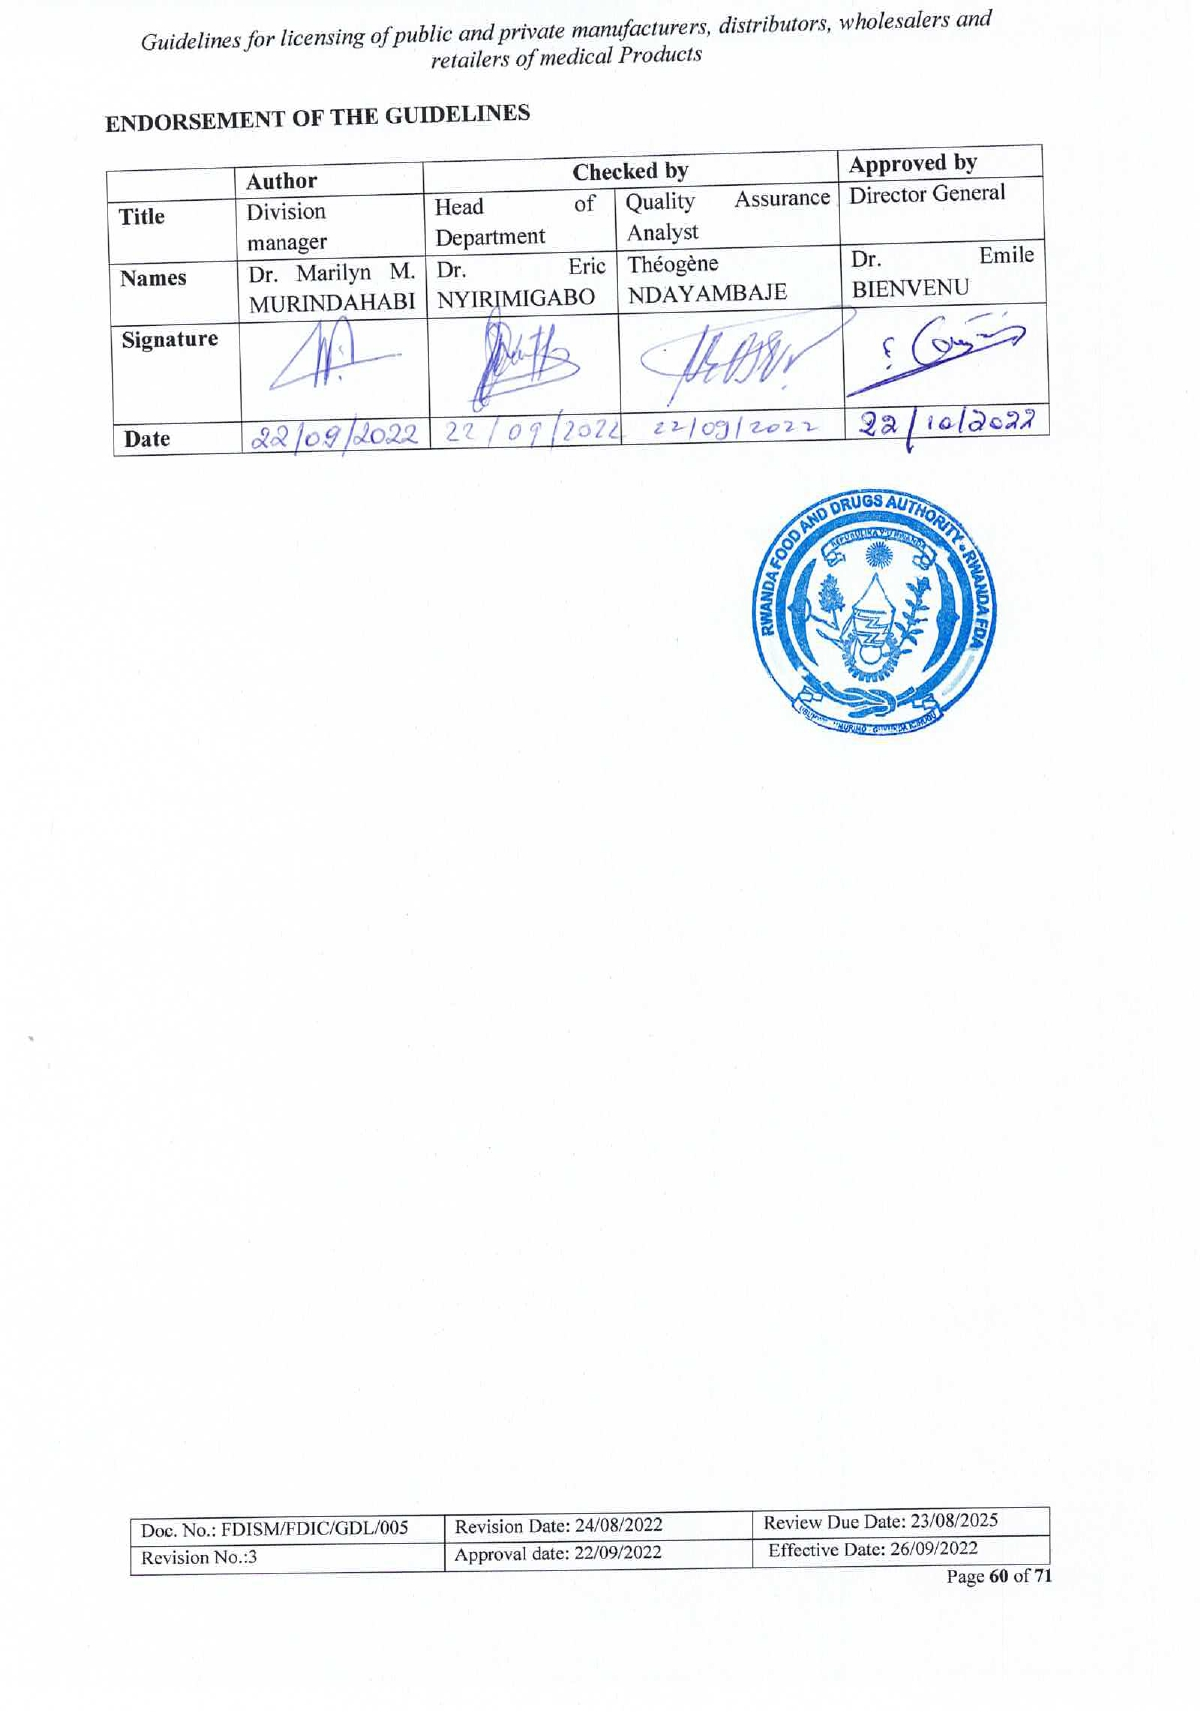 Guidelines for licensing of public and private manufacturers, distributors, wholesalers and
retailers of medical Products
ENDORSEMENT OF THE GUIDELINES
Author Checked by Approved by
Title Division manager Head of Department Quality Assurance Analyst Director General
Names Dr. Marilyn M. MURINDAHABI Dr. Eric NYIRIMIGABO Théogène NDAYAMBAJE Dr. Emile BIENVENU
Signature
Date 22/09/2022 22/09/2022 22/09/2022 22/10/2022
RWANDA FOOD AND DRUGS AUTHORITY • RWANDA FDA
REPUBULIKA Y'U RWANDA
Doc. No.: FDISM/FDIC/GDL/005 Revision Date: 24/08/2022 Review Due Date: 23/08/2025
Revision No.:3 Approval date: 22/09/2022 Effective Date: 26/09/2022
Page 60 of 71